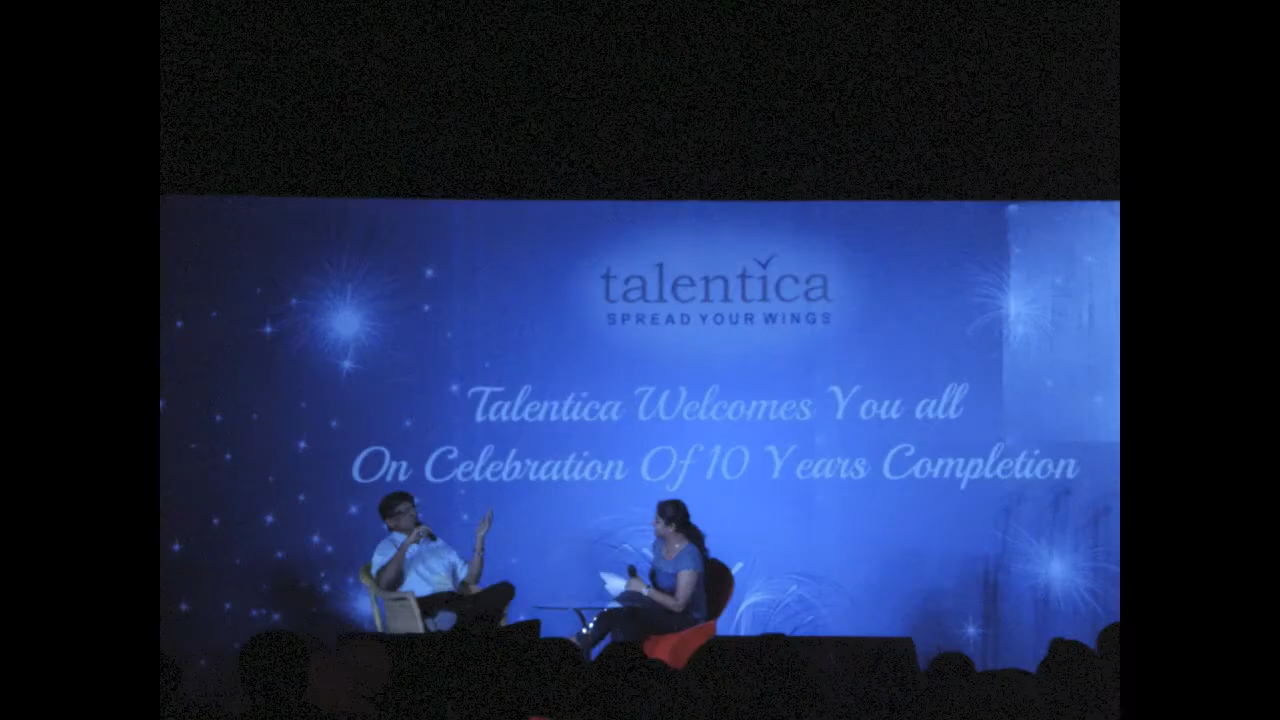 talentica
SPREAD YOUR WINGS
Talentica Welcomes You all
On Celebration Of 10 Years Completion